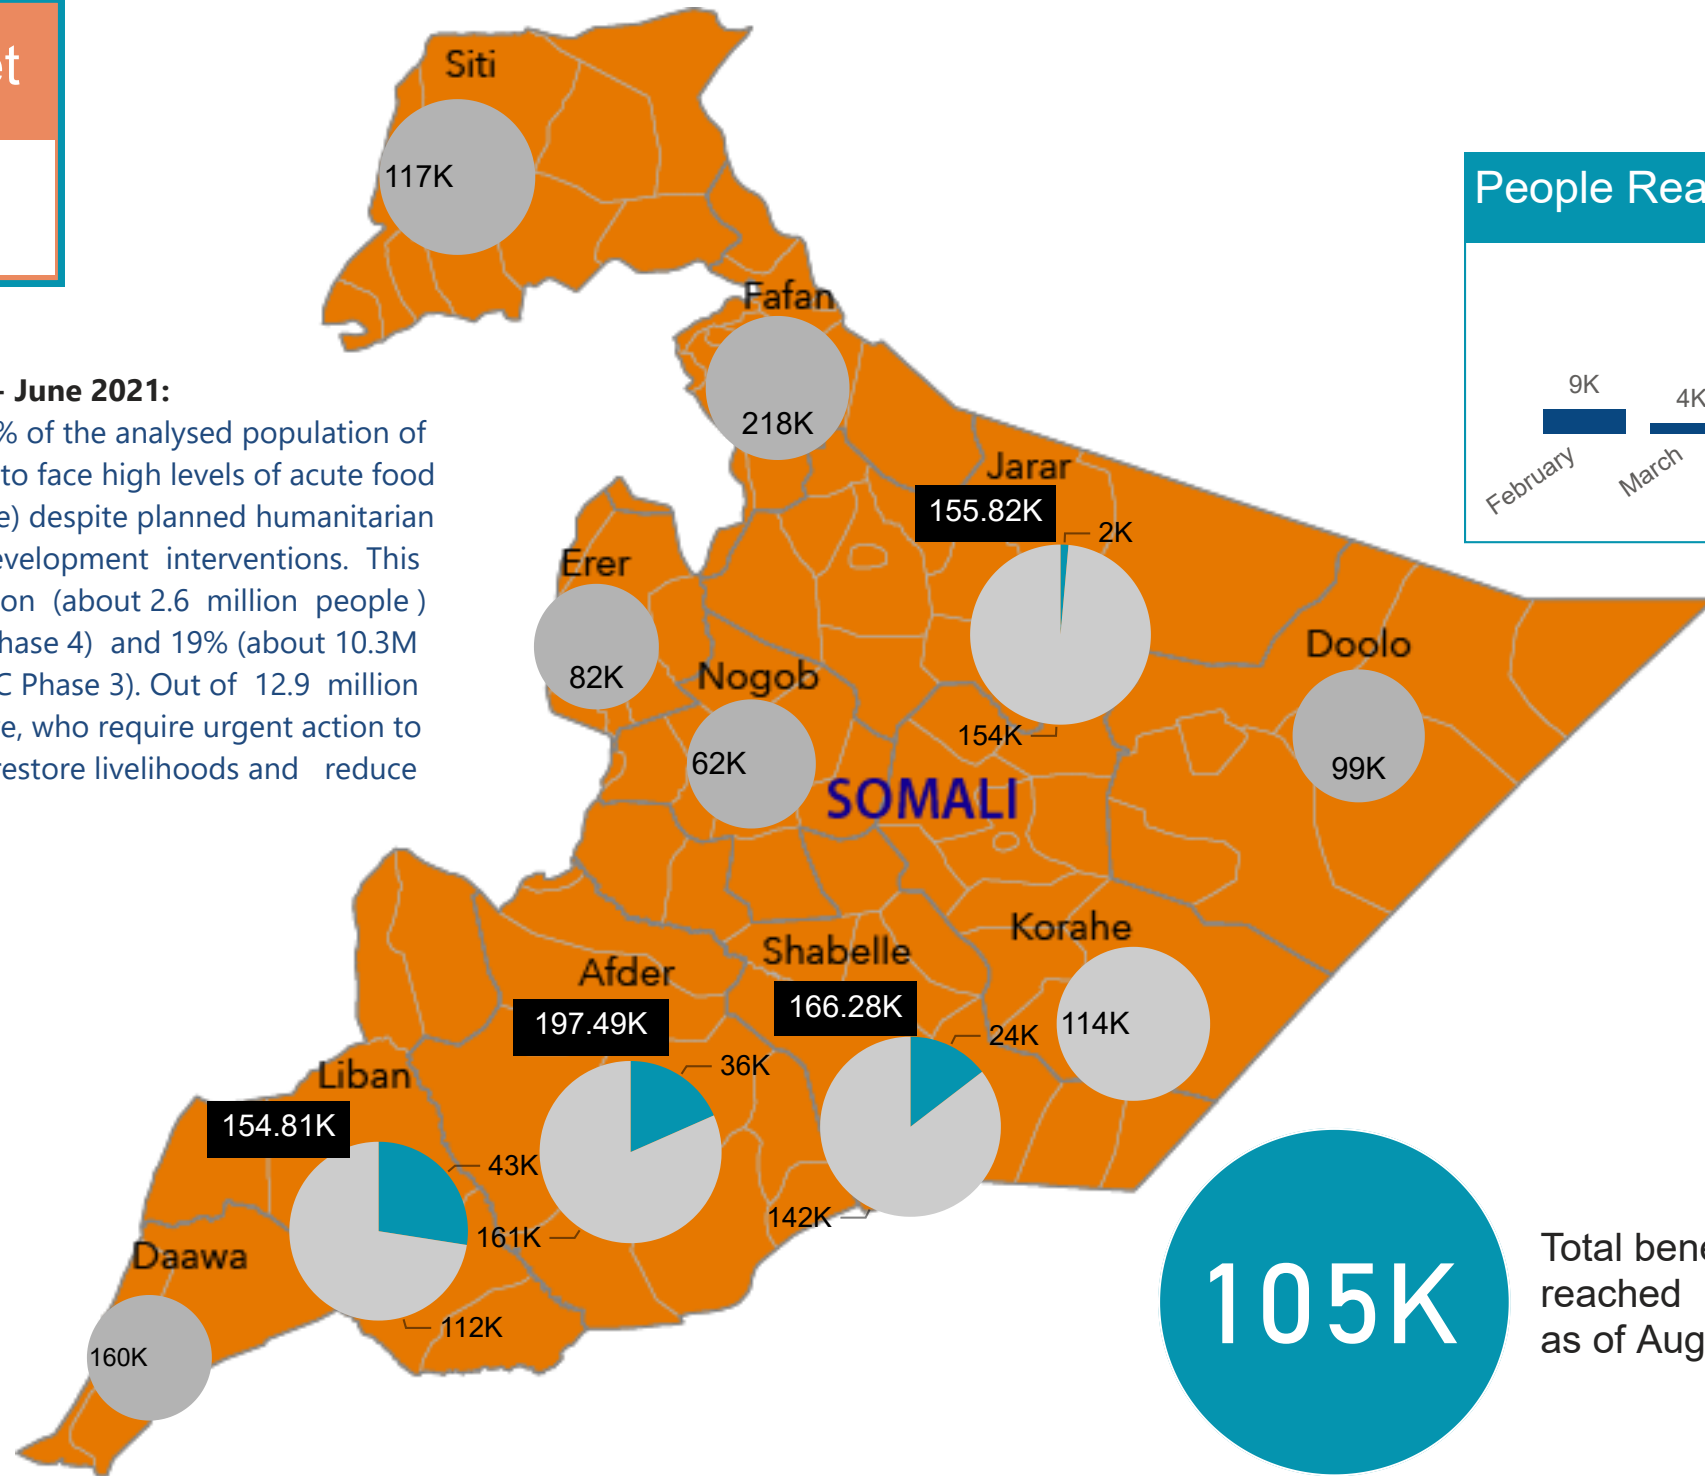 et
- June 2021:
% of the analysed population of
to face high levels of acute food
e) despite planned humanitarian
evelopment interventions. This
on (about 2.6 million people )
hase 4) and 19% (about 10.3M
C Phase 3). Out of 12.9 million
e, who require urgent action to
restore livelihoods and reduce
Siti
117K
Fafan
218K
Jarar
155.82K
2K
154K
Erer
82K
Nogob
62K
Doolo
99K
SOMALI
Korahe
114K
Shabelle
166.28K
24K
142K
Afder
197.49K
36K
161K
Liban
154.81K
43K
112K
Daawa
160K
People Rea
9K
4K
February
March
105K
Total bene
reached
as of Aug